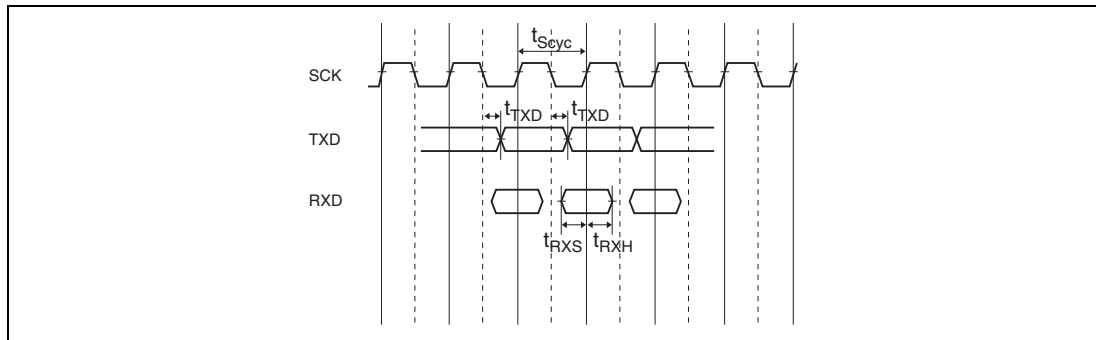 tScyc
SCK
tTXD tTXD
TXD
RXD
tRXS tRXH